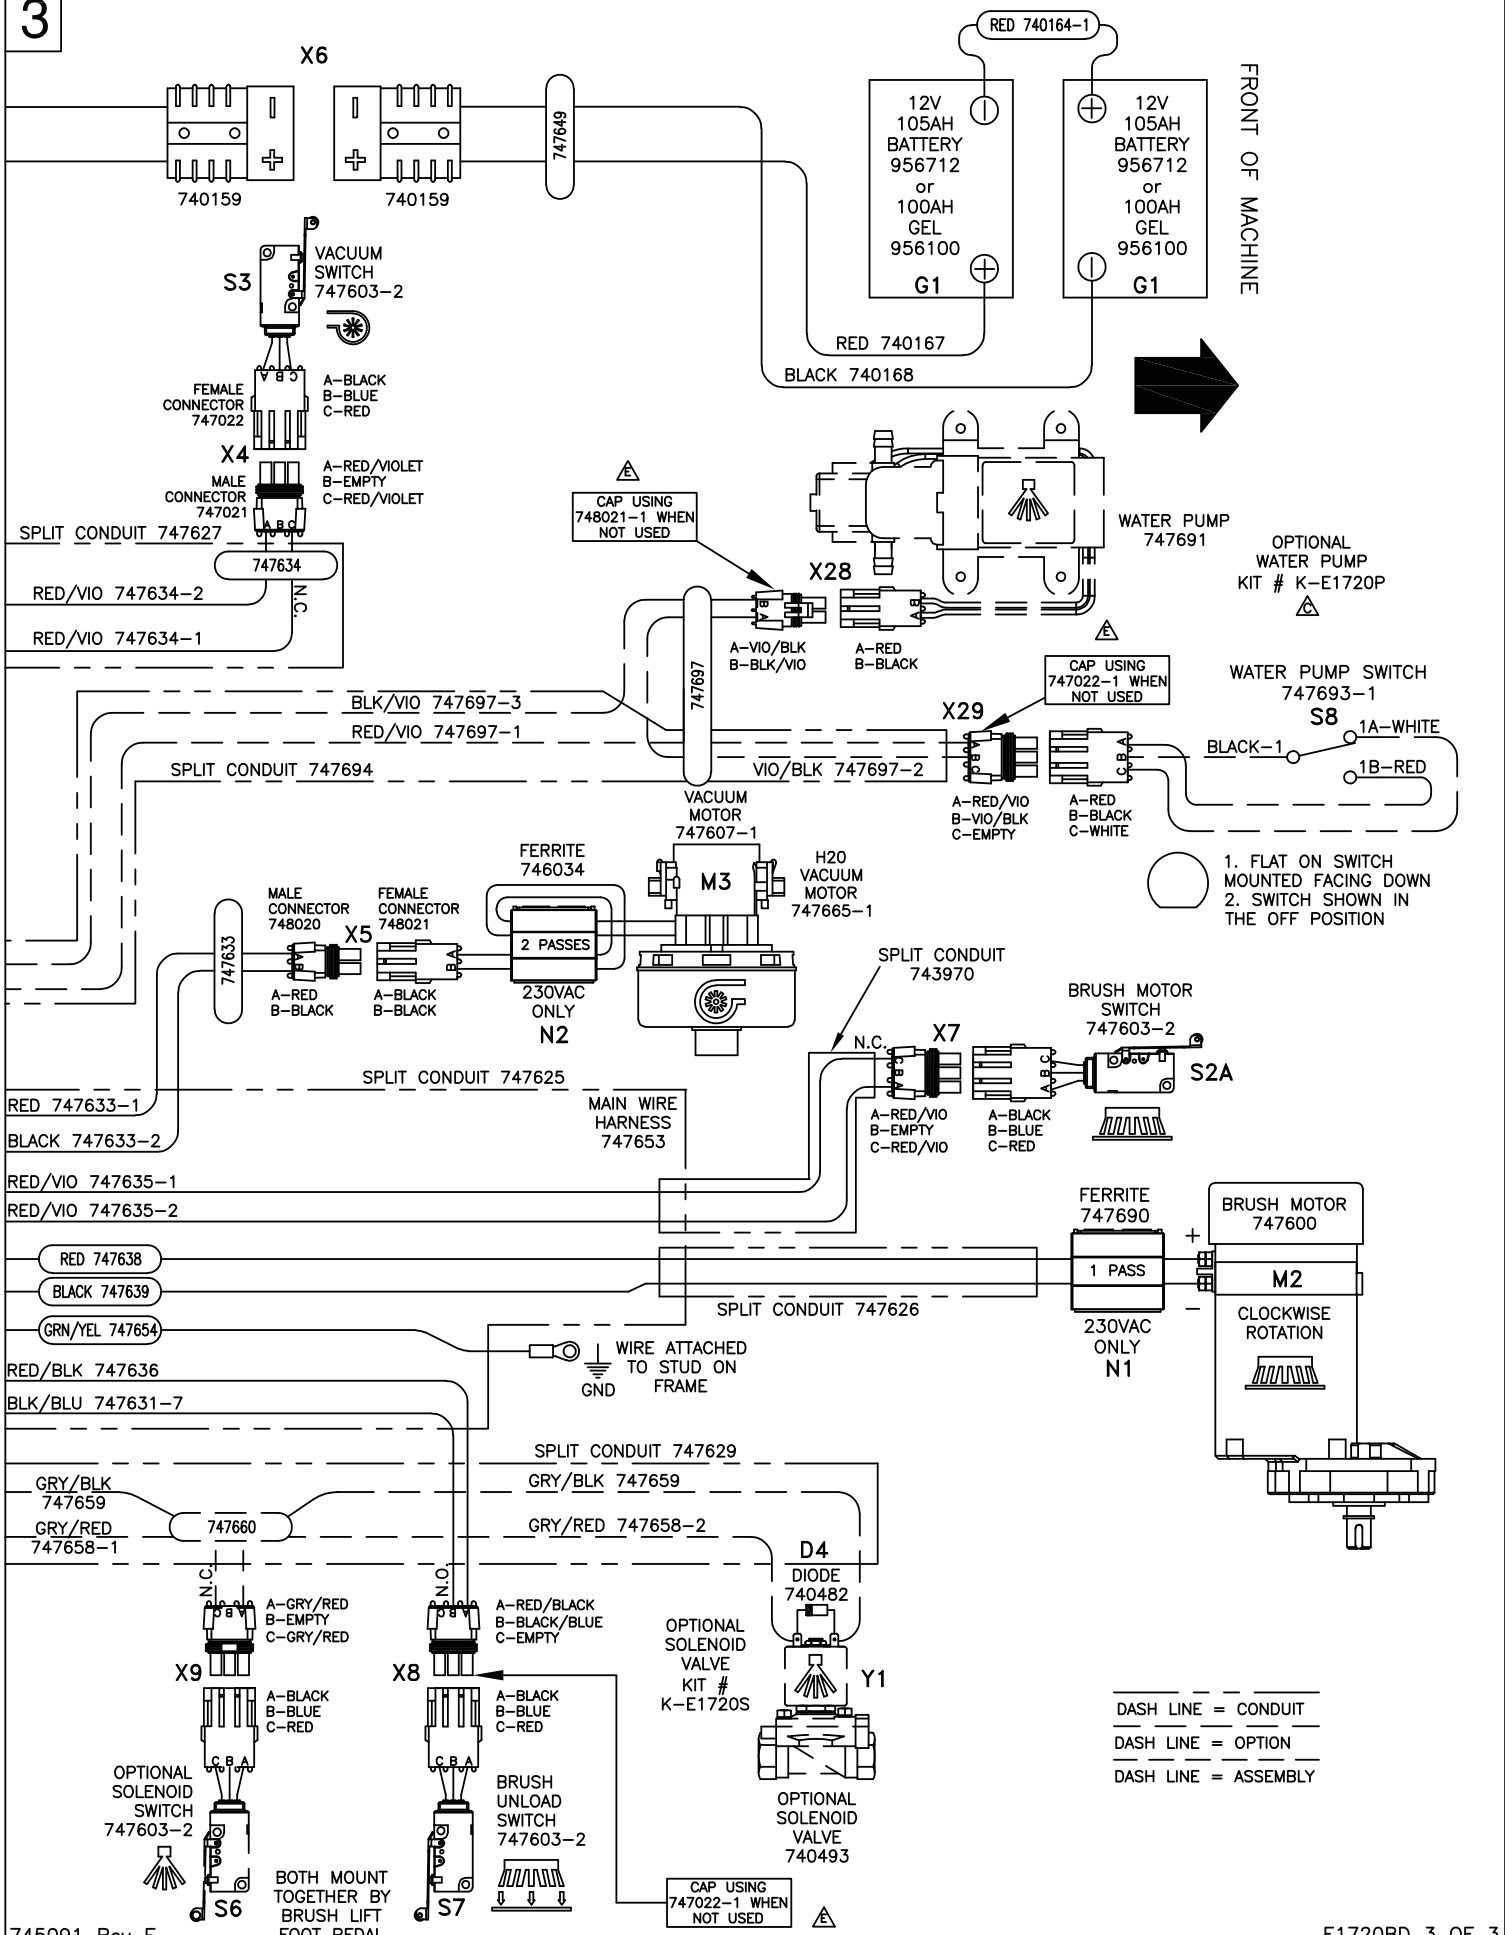 3
X6
RED 740164-1
747649
740159
740159
12V
105AH
BATTERY
956712
or
100AH
GEL
956100
G1
12V
105AH
BATTERY
956712
or
100AH
GEL
956100
G1
FRONT OF MACHINE
RED 740167
BLACK 740168
S3
VACUUM
SWITCH
747603-2
A B C
FEMALE
CONNECTOR
747022
A-BLACK
B-BLUE
C-RED
X4
MALE
CONNECTOR
747021
A-RED/VIOLET
B-EMPTY
C-RED/VIOLET
A B C
SPLIT CONDUIT 747627
747634
RED/VIO 747634-2
N.C.
RED/VIO 747634-1
E
CAP USING
748021-1 WHEN
NOT USED
X28
WATER PUMP
747691
OPTIONAL
WATER PUMP
KIT # K-E1720P
C
B
A
B
A
A-VIO/BLK
B-BLK/VIO
A-RED
B-BLACK
747697
E
CAP USING
747022-1 WHEN
NOT USED
WATER PUMP SWITCH
747693-1
S8
BLK/VIO 747697-3
RED/VIO 747697-1
SPLIT CONDUIT 747694
VIO/BLK 747697-2
X29
A
B
C
A
B
C
BLACK-1
1A-WHITE
1B-RED
A-RED/VIO
B-VIO/BLK
C-EMPTY
A-RED
B-BLACK
C-WHITE
1. FLAT ON SWITCH
MOUNTED FACING DOWN
2. SWITCH SHOWN IN
THE OFF POSITION
VACUUM
MOTOR
747607-1
M3
H20
VACUUM
MOTOR
747665-1
FERRITE
746034
2 PASSES
230VAC
ONLY
N2
747633
MALE
CONNECTOR
748020
X5
FEMALE
CONNECTOR
748021
A
B
A
B
A-RED
B-BLACK
A-BLACK
B-BLACK
SPLIT CONDUIT
743970
BRUSH MOTOR
SWITCH
747603-2
S2A
N.C.
X7
C
B
A
A B C
A-RED/VIO
B-EMPTY
C-RED/VIO
A-BLACK
B-BLUE
C-RED
SPLIT CONDUIT 747625
MAIN WIRE
HARNESS
747653
RED 747633-1
BLACK 747633-2
RED/VIO 747635-1
RED/VIO 747635-2
RED 747638
BLACK 747639
GRN/YEL 747654
SPLIT CONDUIT 747626
FERRITE
747690
1 PASS
230VAC
ONLY
N1
+
−
BRUSH MOTOR
747600
M2
CLOCKWISE
ROTATION
WIRE ATTACHED
TO STUD ON
FRAME
GND
RED/BLK 747636
BLK/BLU 747631-7
SPLIT CONDUIT 747629
GRY/BLK
747659
GRY/BLK 747659
747660
GRY/RED
747658-1
GRY/RED 747658-2
N.C.
N.O.
D4
DIODE
740482
C B A
A-GRY/RED
B-EMPTY
C-GRY/RED
X9
A-BLACK
B-BLUE
C-RED
C B A
C B A
A-RED/BLACK
B-BLACK/BLUE
C-EMPTY
X8
A-BLACK
B-BLUE
C-RED
C B A
OPTIONAL
SOLENOID
VALVE
KIT #
K-E1720S
Y1
OPTIONAL
SOLENOID
VALVE
740493
OPTIONAL
SOLENOID
SWITCH
747603-2
S6
BRUSH
UNLOAD
SWITCH
747603-2
S7
BOTH MOUNT
TOGETHER BY
BRUSH LIFT
FOOT PEDAL
CAP USING
747022-1 WHEN
NOT USED
E
DASH LINE = CONDUIT
DASH LINE = OPTION
DASH LINE = ASSEMBLY
745091 Rev E
E1720BD 3 OF 3